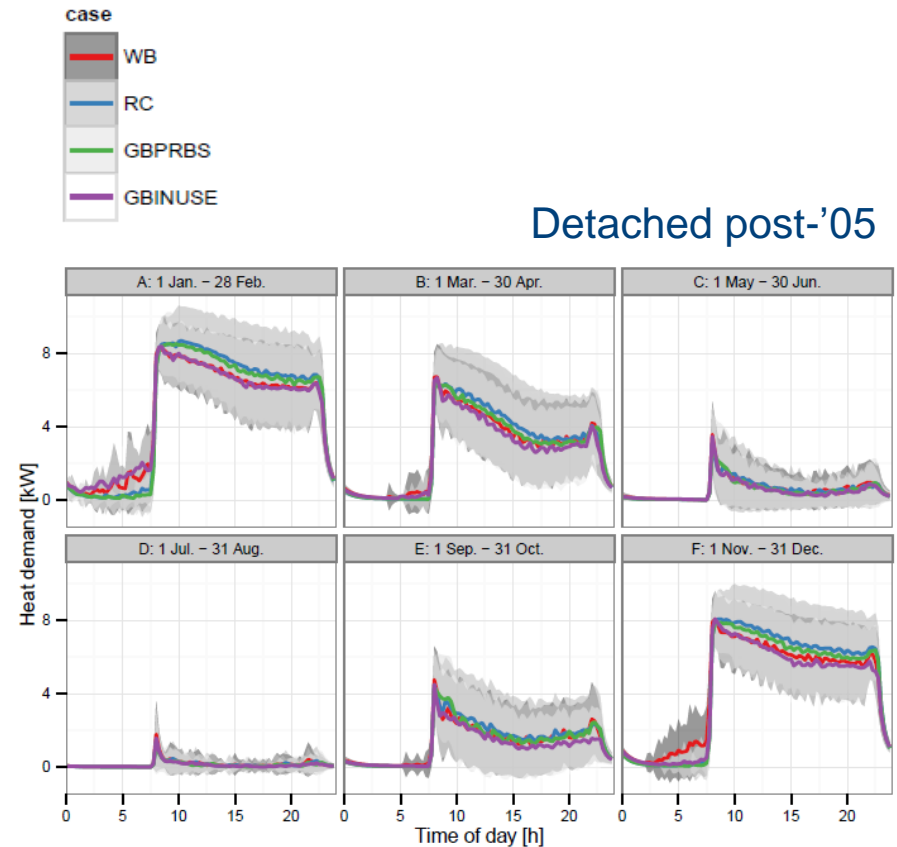 case
WB
RC
GBPRBS
GBINUSE
Detached post-’05
A: 1 Jan. − 28 Feb.
B: 1 Mar. − 30 Apr.
C: 1 May − 30 Jun.
8
4
0
D: 1 Jul. − 31 Aug.
E: 1 Sep. − 31 Oct.
F: 1 Nov. − 31 Dec.
8
4
0
Heat demand [kW]
0 5 10 15 20 0 5 10 15 20 0 5 10 15 20
Time of day [h]